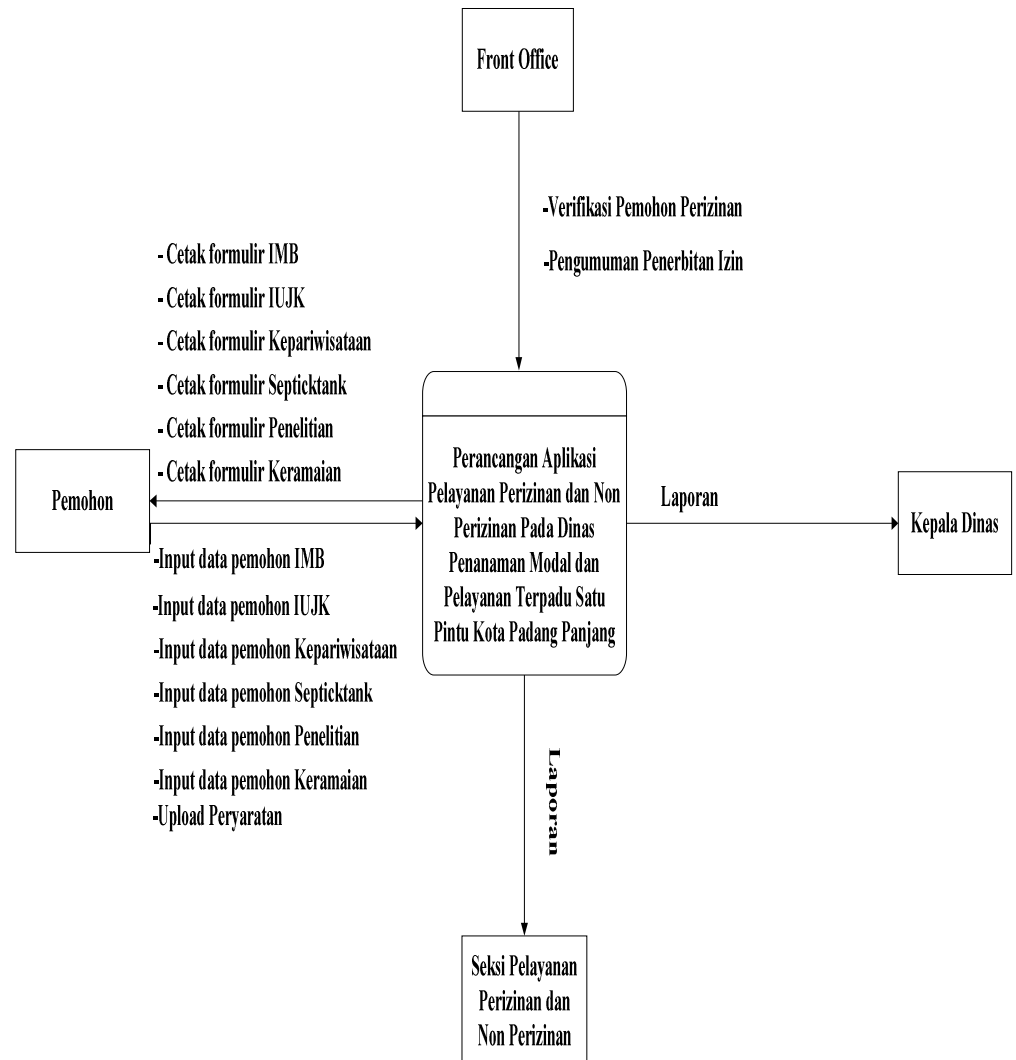 Front Office
-Verifikasi Pemohon Perizinan
-Pengumuman Penerbitan Izin
- Cetak formulir IMB
- Cetak formulir IUJK
- Cetak formulir Kepariwisataan
- Cetak formulir Septicktank
- Cetak formulir Penelitian
- Cetak formulir Keramaian
Pemohon
-Input data pemohon IMB
-Input data pemohon IUJK
-Input data pemohon Kepariwisataan
-Input data pemohon Septicktank
-Input data pemohon Penelitian
-Input data pemohon Keramaian
-Upload Peryaratan
Perancangan Aplikasi
Pelayanan Perizinan dan Non
Perizinan Pada Dinas
Penanaman Modal dan
Pelayanan Terpadu Satu
Pintu Kota Padang Panjang
Laporan
Kepala Dinas
Laporan
Seksi Pelayanan
Perizinan dan
Non Perizinan